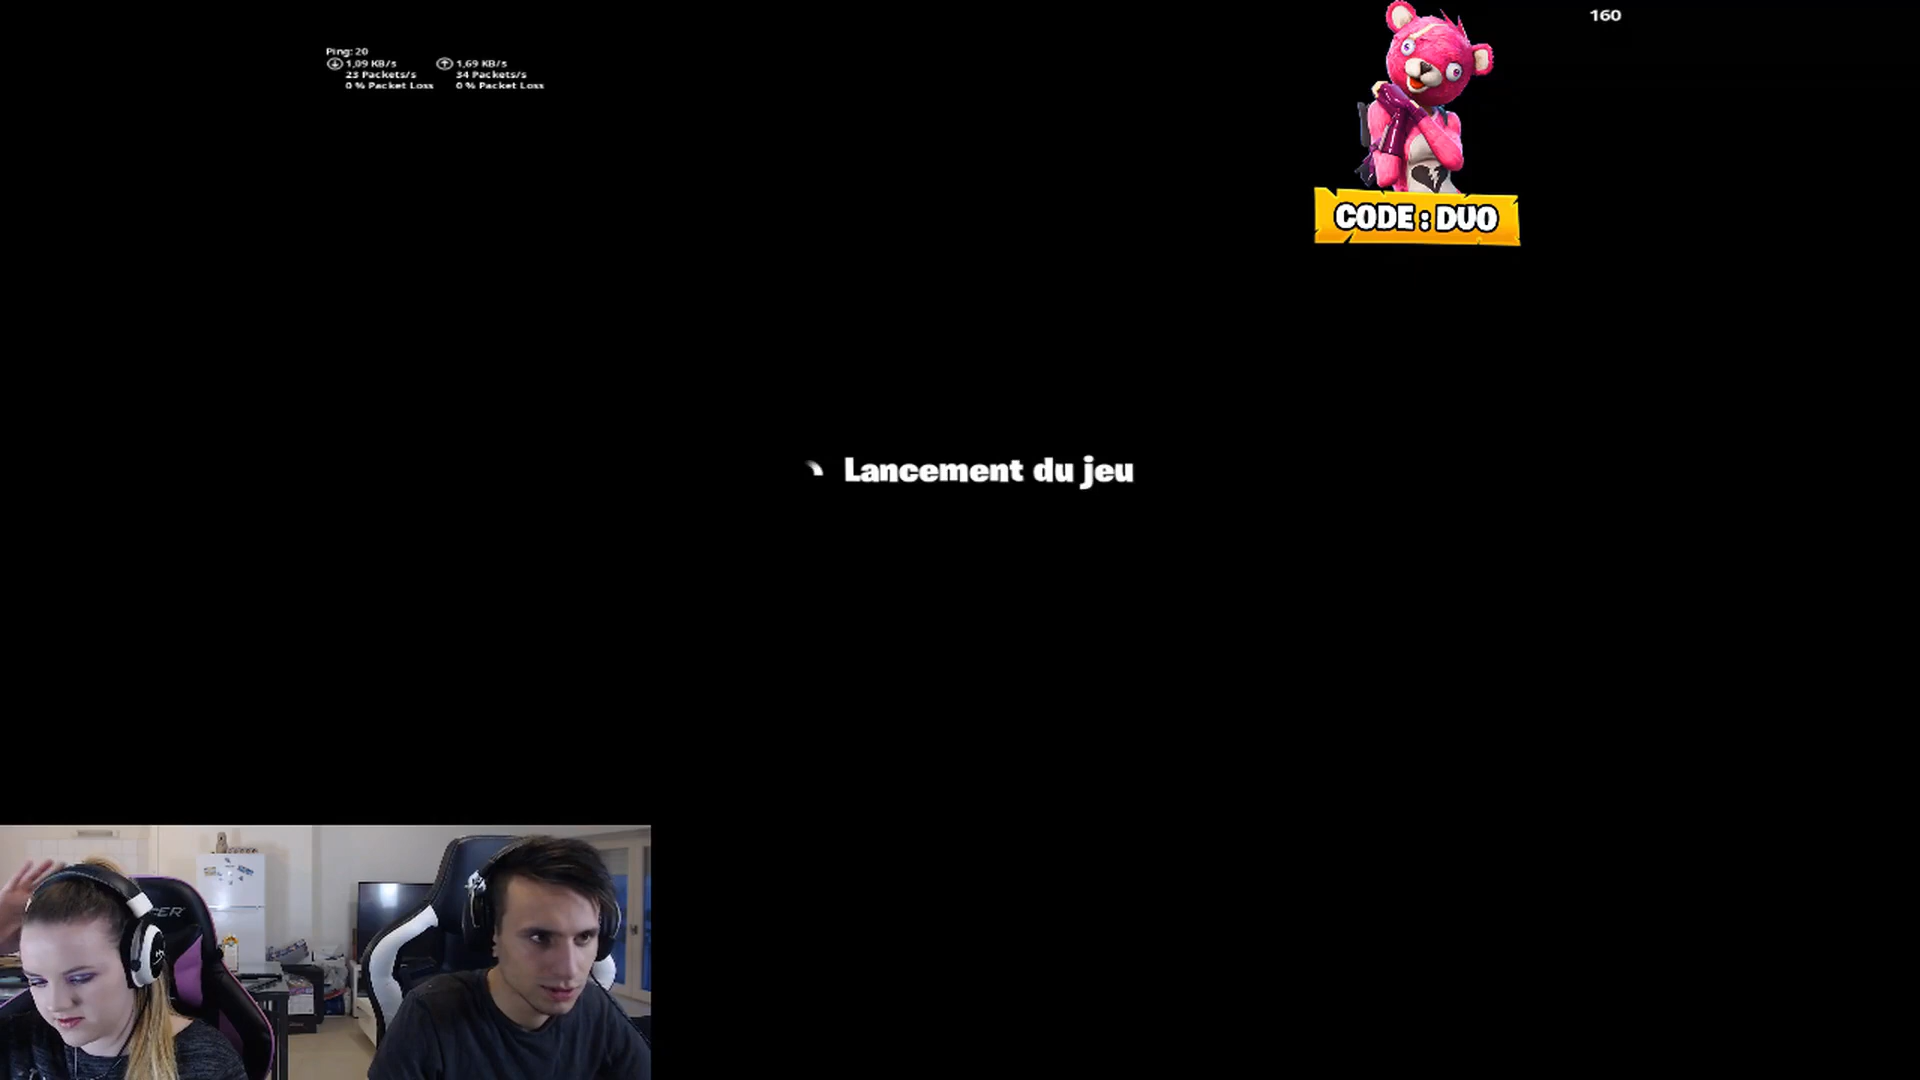 160
Ping: 20
1,09 KB/s 1,69 KB/s
23 Packets/s 34 Packets/s
0 % Packet Loss 0 % Packet Loss
CODE : DUO
Lancement du jeu